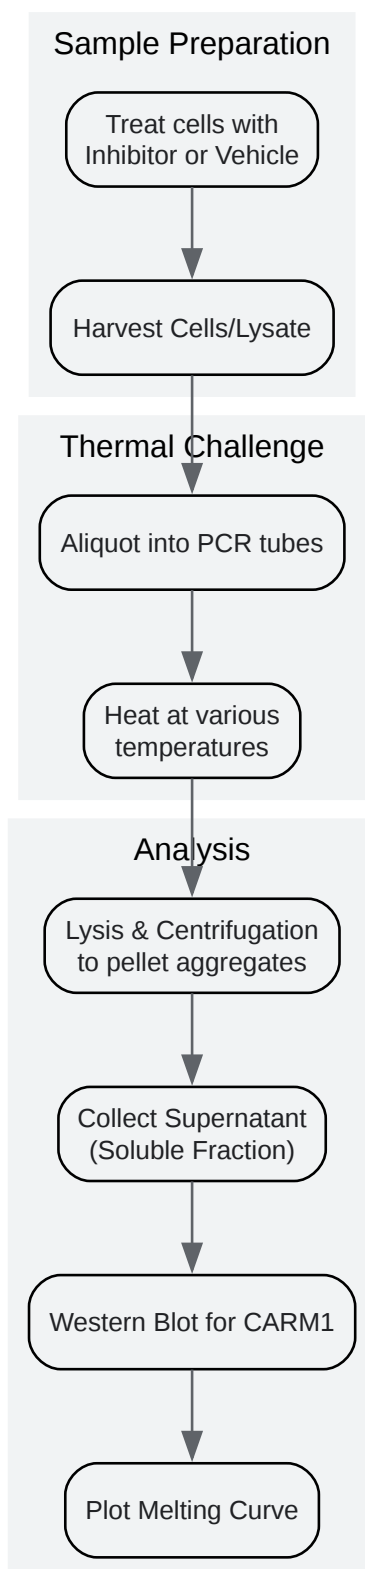 Sample Preparation
Treat cells with
Inhibitor or Vehicle
Harvest Cells/Lysate
Thermal Challenge
Aliquot into PCR tubes
Heat at various
temperatures
Analysis
Lysis & Centrifugation
to pellet aggregates
Collect Supernatant
(Soluble Fraction)
Western Blot for CARM1
Plot Melting Curve